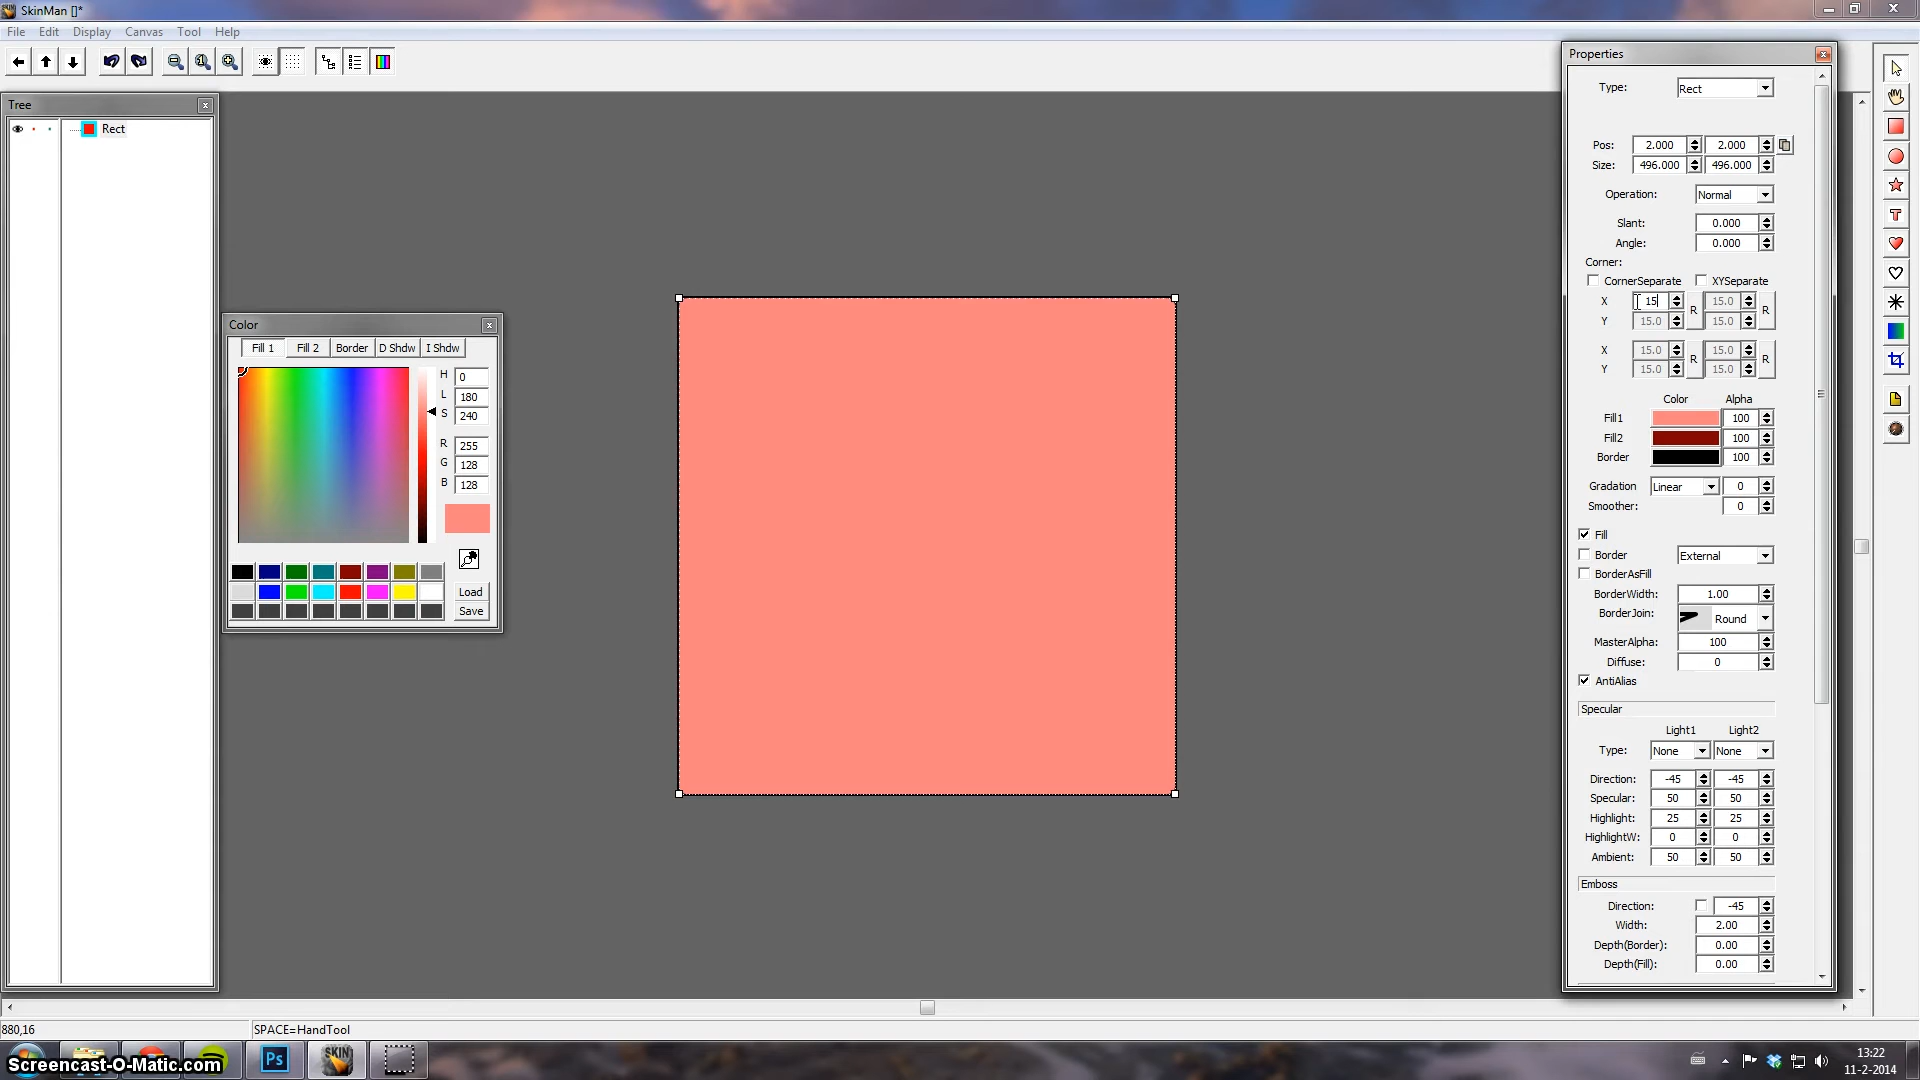 SkinMan []*
File Edit Display Canvas Tool Help
Tree
Rect
Color
Fill 1 Fill 2 Border D Shdw I Shdw
H 0
L 180
S 240
R 255
G 128
B 128
Load
Save
Properties
Type: Rect
Pos: 2.000 2.000
Size: 496.000 496.000
Operation: Normal
Slant: 0.000
Angle: 0.000
Corner:
CornerSeparate XYSeparate
X 15 R 15.0 R
Y 15.0 15.0
X 15.0 R 15.0 R
Y 15.0 15.0
Color Alpha
Fill1 100
Fill2 100
Border 100
Gradation Linear 0
Smoother: 0
Fill
Border External
BorderAsFill
BorderWidth: 1.00
BorderJoin: Round
MasterAlpha: 100
Diffuse: 0
AntiAlias
Specular
Light1 Light2
Type: None None
Direction: -45 -45
Specular: 50 50
Highlight: 25 25
HighlightW: 0 0
Ambient: 50 50
Emboss
Direction: -45
Width: 2.00
Depth(Border): 0.00
Depth(Fill): 0.00
T
880,16 SPACE=HandTool
Screencast-O-Matic.com
Ps
SKIN
13:22
11-2-2014